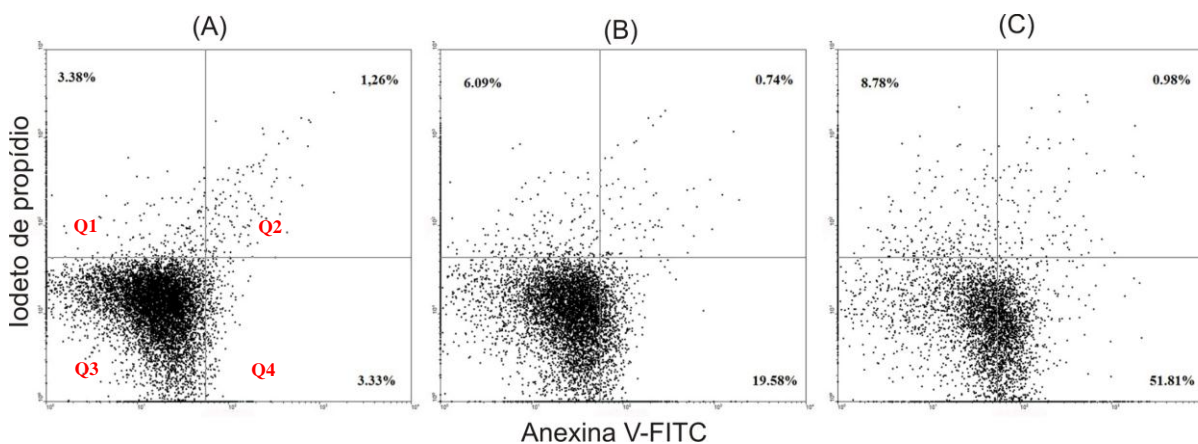 (A)
(B)
(C)
3.38%
1,26%
6.09%
0.74%
8.78%
0.98%
Iodeto de propídio
Q1
Q2
Q3
Q4
3.33%
19.58%
51.81%
Anexina V-FITC